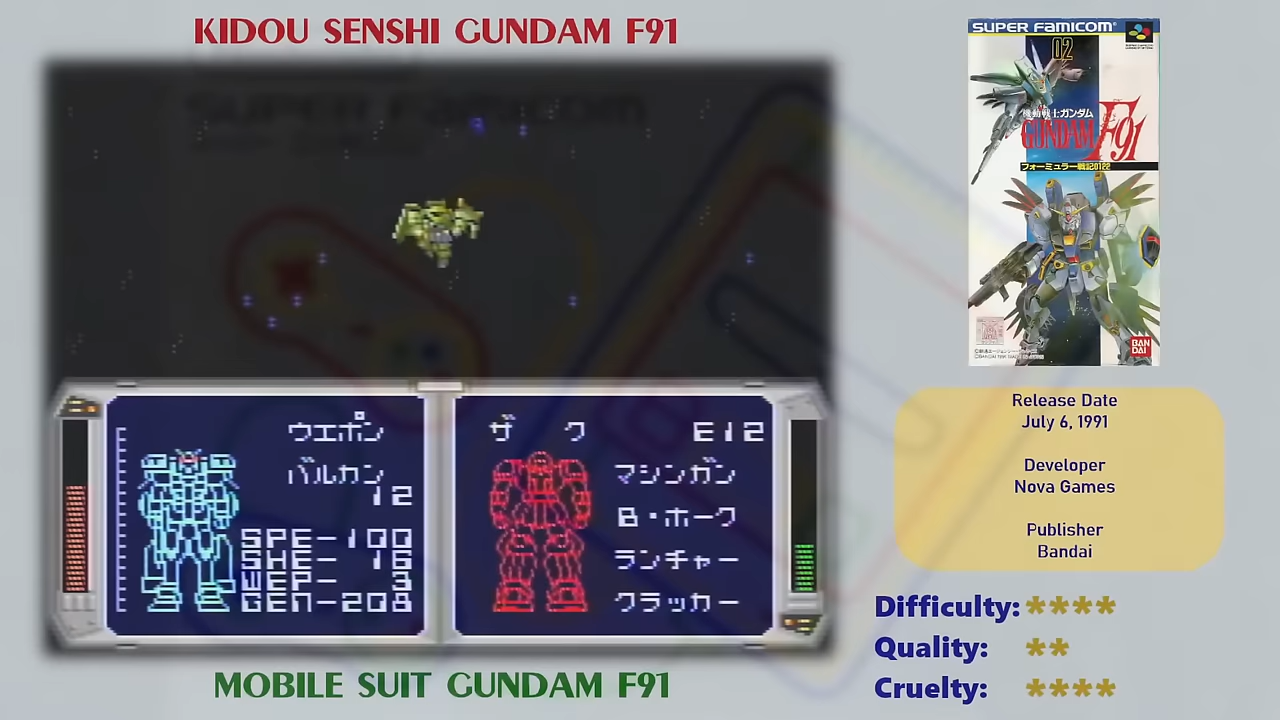 KIDOU SENSHI GUNDAM F91
SUPER FAMICOM
02
機動戦士ガンダム
GUNDAM F91
フォーミュラー戦記0122
BAN
DAI
ウエポン
バルカン
12
SPE-100
SHE- 16
WEP- 3
GEN-208
ザ ク E12
マシンガン
B・ホーク
ランチャー
クラッカー
MOBILE SUIT GUNDAM F91
Release Date
July 6, 1991
Developer
Nova Games
Publisher
Bandai
Difficulty: ****
Quality: **
Cruelty: ****